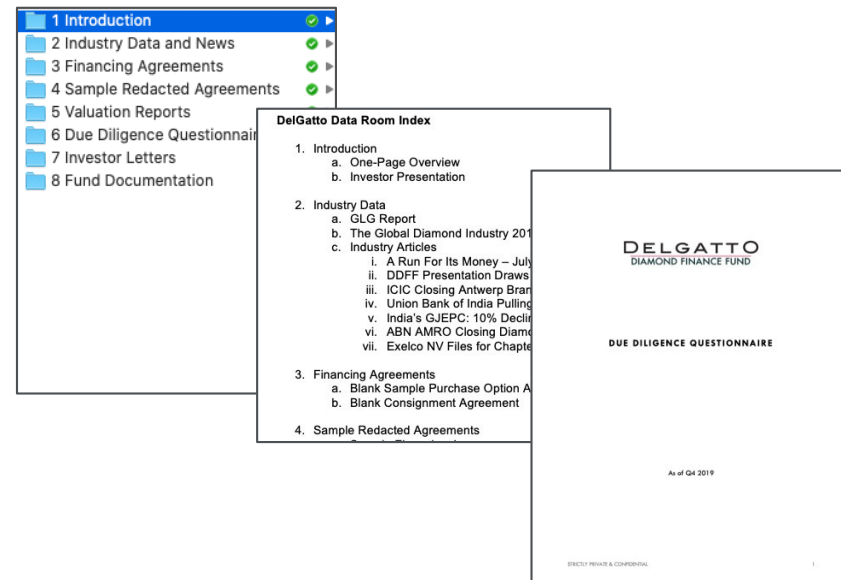 1 Introduction
2 Industry Data and News
3 Financing Agreements
4 Sample Redacted Agreements
5 Valuation Reports
6 Due Diligence Questionnair
7 Investor Letters
8 Fund Documentation
DelGatto Data Room Index
1. Introduction
a. One-Page Overview
b. Investor Presentation
2. Industry Data
a. GLG Report
b. The Global Diamond Industry 201
c. Industry Articles
i. A Run For Its Money – July
ii. DDFF Presentation Draws
iii. ICIC Closing Antwerp Bran
iv. Union Bank of India Pulling
v. India's GJEPC: 10% Declin
vi. ABN AMRO Closing Diamo
vii. Exelco NV Files for Chapte
3. Financing Agreements
a. Blank Sample Purchase Option A
b. Blank Consignment Agreement
4. Sample Redacted Agreements
DELGATTO
DIAMOND FINANCE FUND
DUE DILIGENCE QUESTIONNAIRE
As of Q4 2019
STRICTLY PRIVATE & CONFIDENTIAL 1